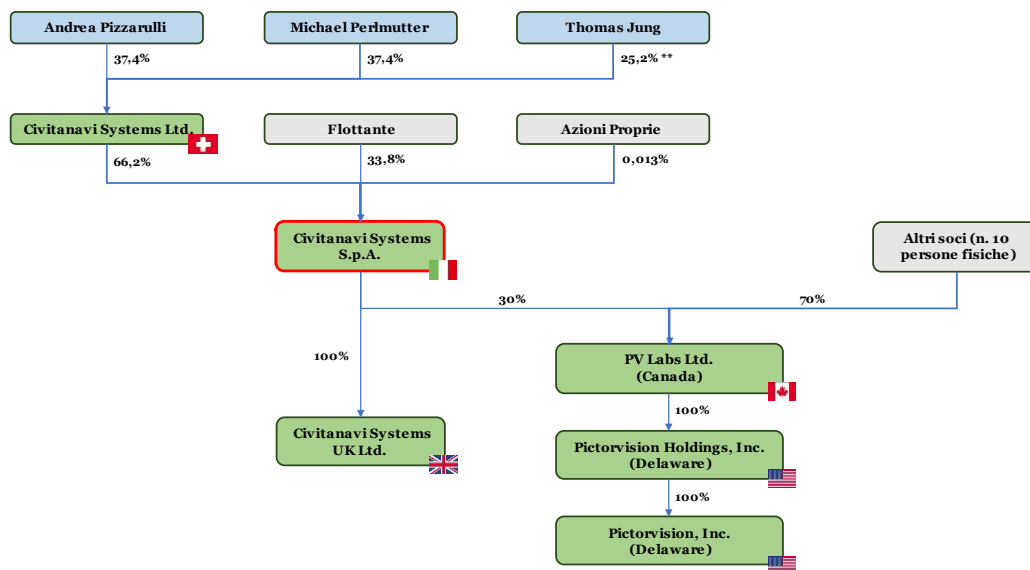 Andrea Pizzarulli
Michael Perlmutter
Thomas Jung
37,4%
37,4%
25,2% **
Civitanavi Systems Ltd.
Flottante
Azioni Proprie
66,2%
33,8%
0,013%
Civitanavi Systems
S.p.A.
Altri soci (n. 10
persone fisiche)
30%
70%
100%
PV Labs Ltd.
(Canada)
100%
Civitanavi Systems
UK Ltd.
Pictorvision Holdings, Inc.
(Delaware)
100%
Pictorvision, Inc.
(Delaware)